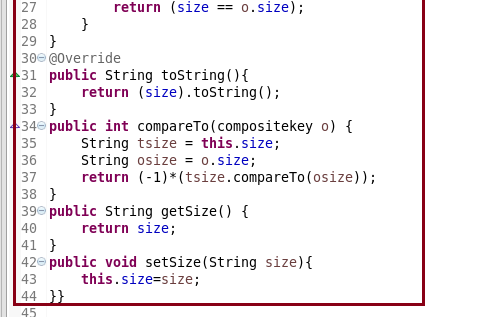 27 return (size == o.size);
28 }
29 }
30 @Override
31 public String toString(){
32 return (size).toString();
33 }
34 public int compareTo(compositekey o) {
35 String tsize = this.size;
36 String osize = o.size;
37 return (-1)*(tsize.compareTo(osize));
38 }
39 public String getSize() {
40 return size;
41 }
42 public void setSize(String size){
43 this.size=size;
44 }}
45